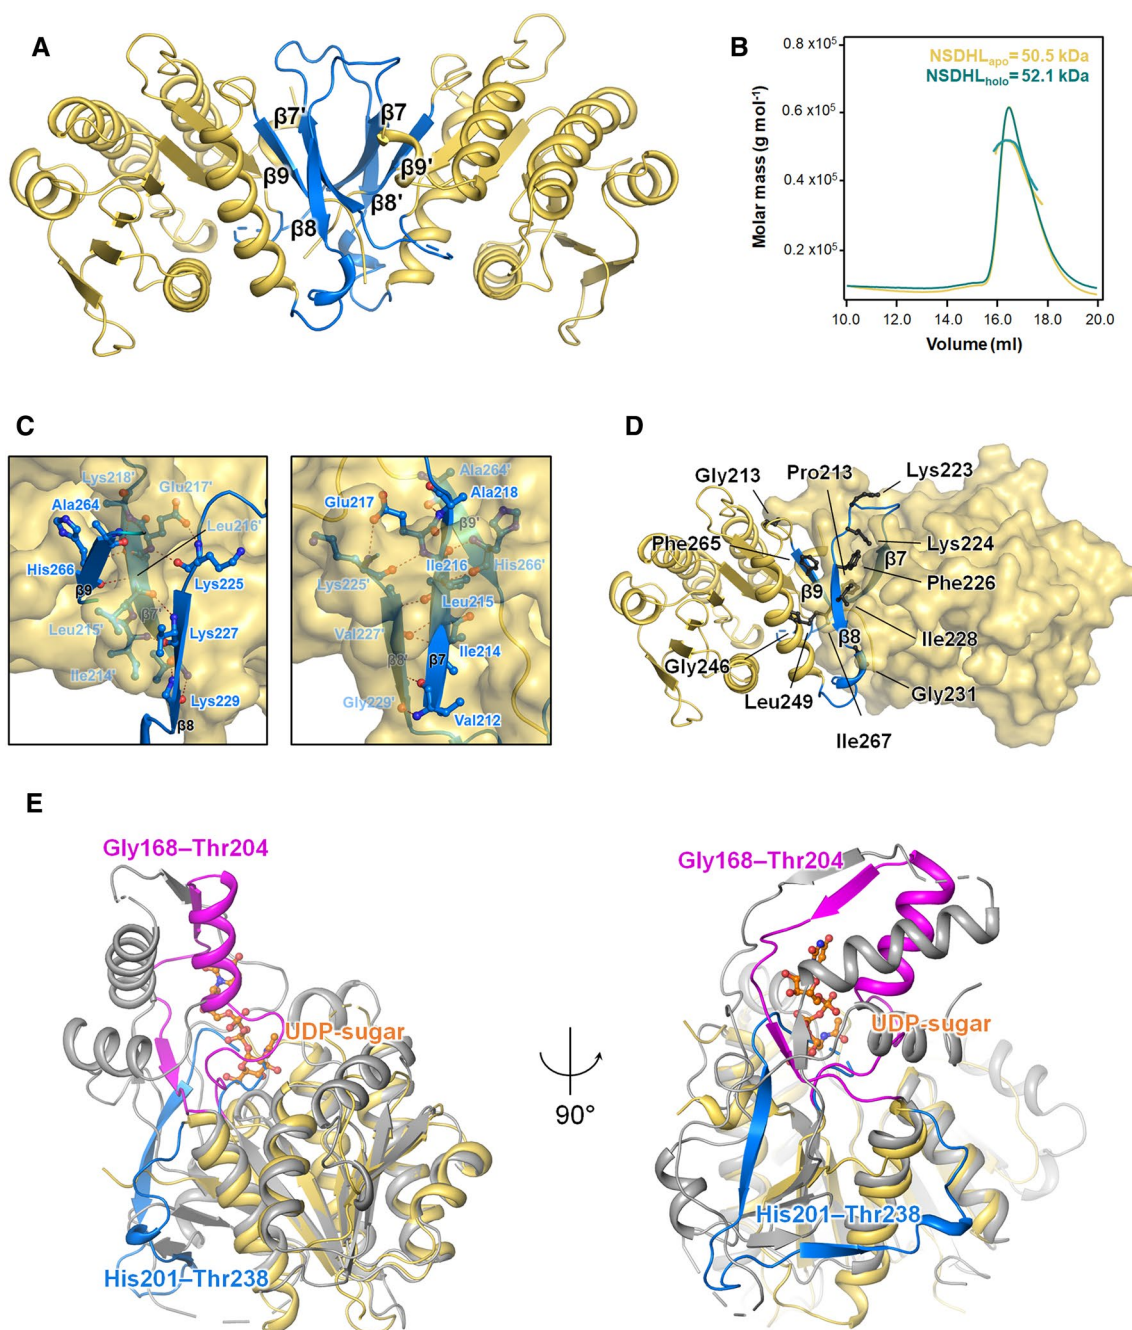 A
β7'
β7
β9
β9'
β8'
β8
B
0.8 x10⁵
NSDHLapo = 50.5 kDa
NSDHLholo = 52.1 kDa
0.6 x10⁵
0.4 x10⁵
0.2 x10⁵
Molar mass (g mol⁻¹)
10.0 12.0 14.0 16.0 18.0 20.0
Volume (ml)
C
Lys218'
Glu217'
Ala264
Leu216'
His266
Lys225
β9
β7'
Leu215'
Lys227
Ile214'
Lys229
β8
Ala264'
Glu217
Ala218
β9'
Ile216
His266'
Lys225'
Leu215
Val227'
Ile214
β8'
β7
Gly229'
Val212
D
Gly213
Pro213
Lys223
Phe265
Lys224
β7
Phe226
β9
β8
Ile228
Gly246
Leu249
Gly231
Ile267
E
Gly168–Thr204
UDP-sugar
His201–Thr238
90°
Gly168–Thr204
UDP-sugar
His201–Thr238